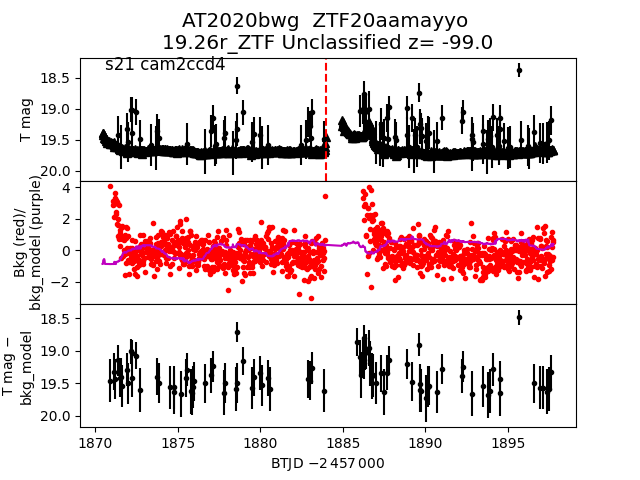 AT2020bwg  ZTF20aamayyo
19.26r_ZTF Unclassified z= -99.0
s21 cam2ccd4
T mag
18.5
19.0
19.5
20.0
Bkg (red)/
bkg_model (purple)
4
2
0
−2
T mag −
bkg_model
18.5
19.0
19.5
20.0
1870
1875
1880
1885
1890
1895
BTJD −2 457 000